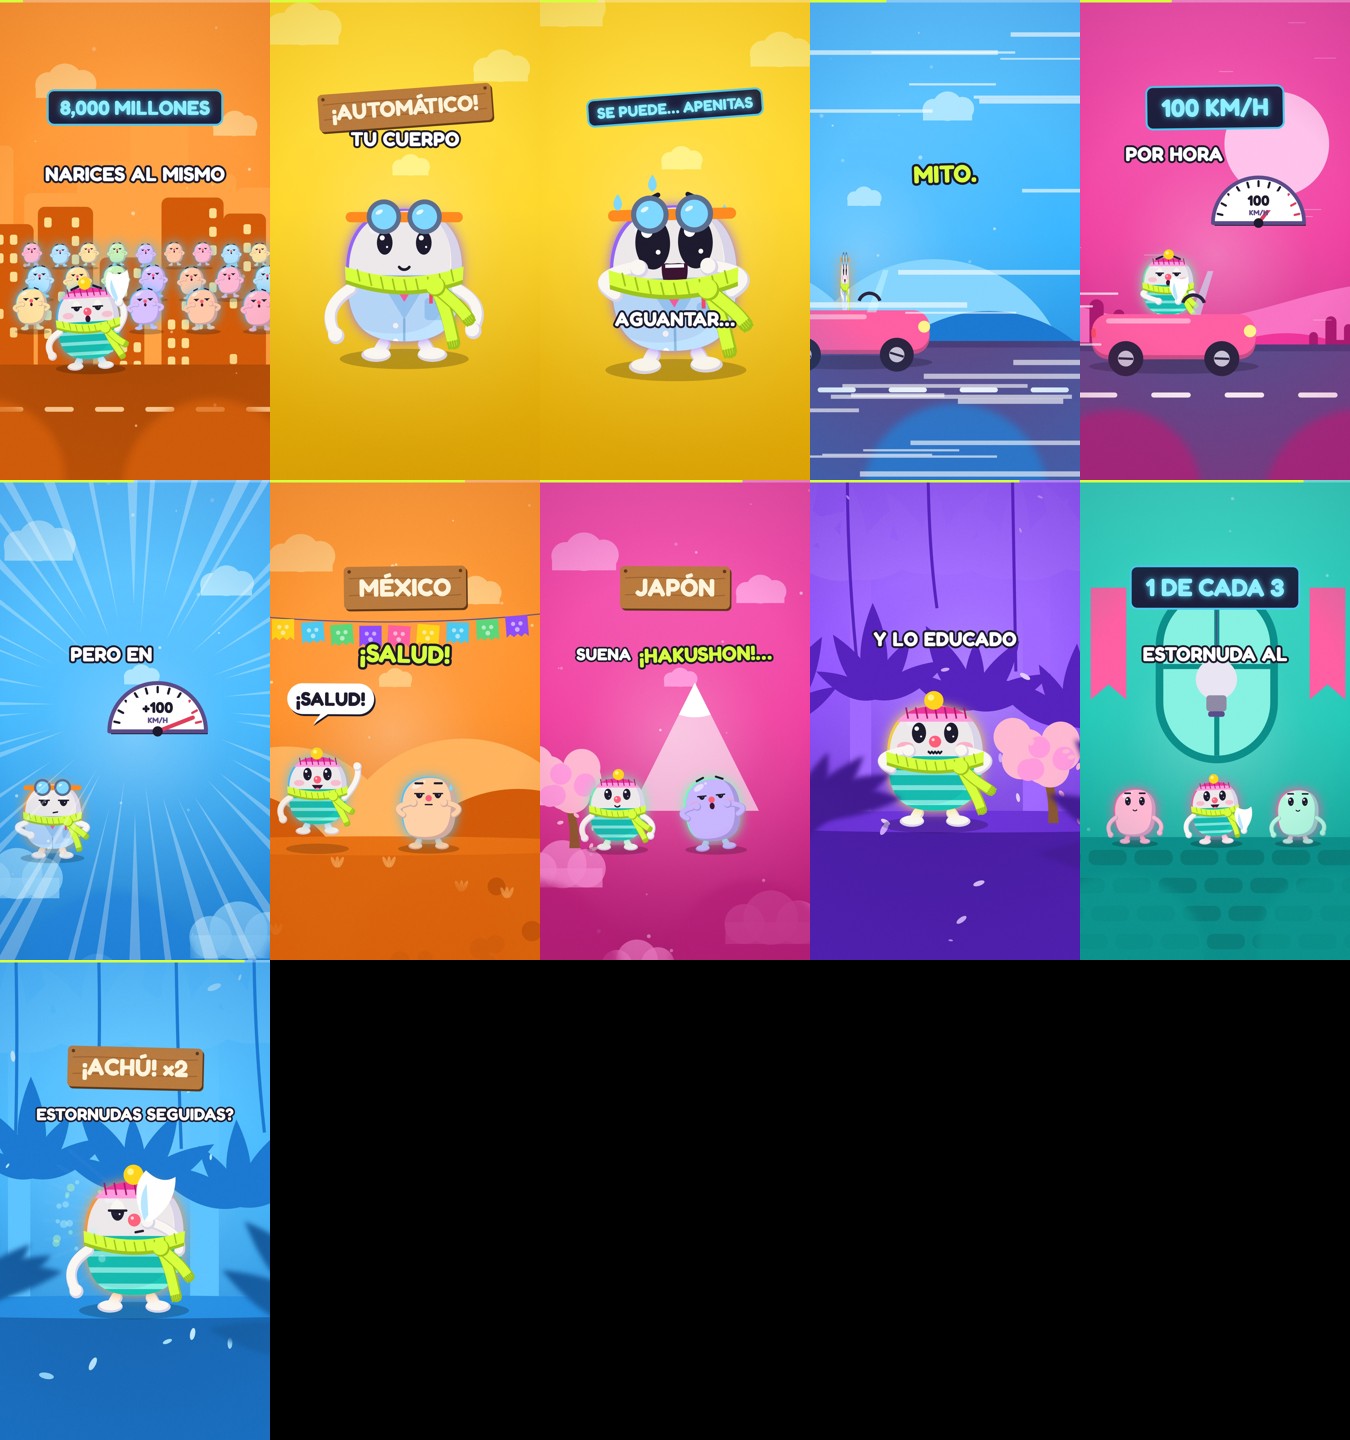 8,000 MILLONES
NARICES AL MISMO
¡AUTOMÁTICO!
TU CUERPO
SE PUEDE... APENITAS
AGUANTAR...
MITO.
100 KM/H
POR HORA
100
KM/H
PERO EN
+100
KM/H
MÉXICO
¡SALUD!
¡SALUD!
JAPÓN
SUENA ¡HAKUSHON!...
Y LO EDUCADO
1 DE CADA 3
ESTORNUDA AL
¡ACHÚ! x2
ESTORNUDAS SEGUIDAS?